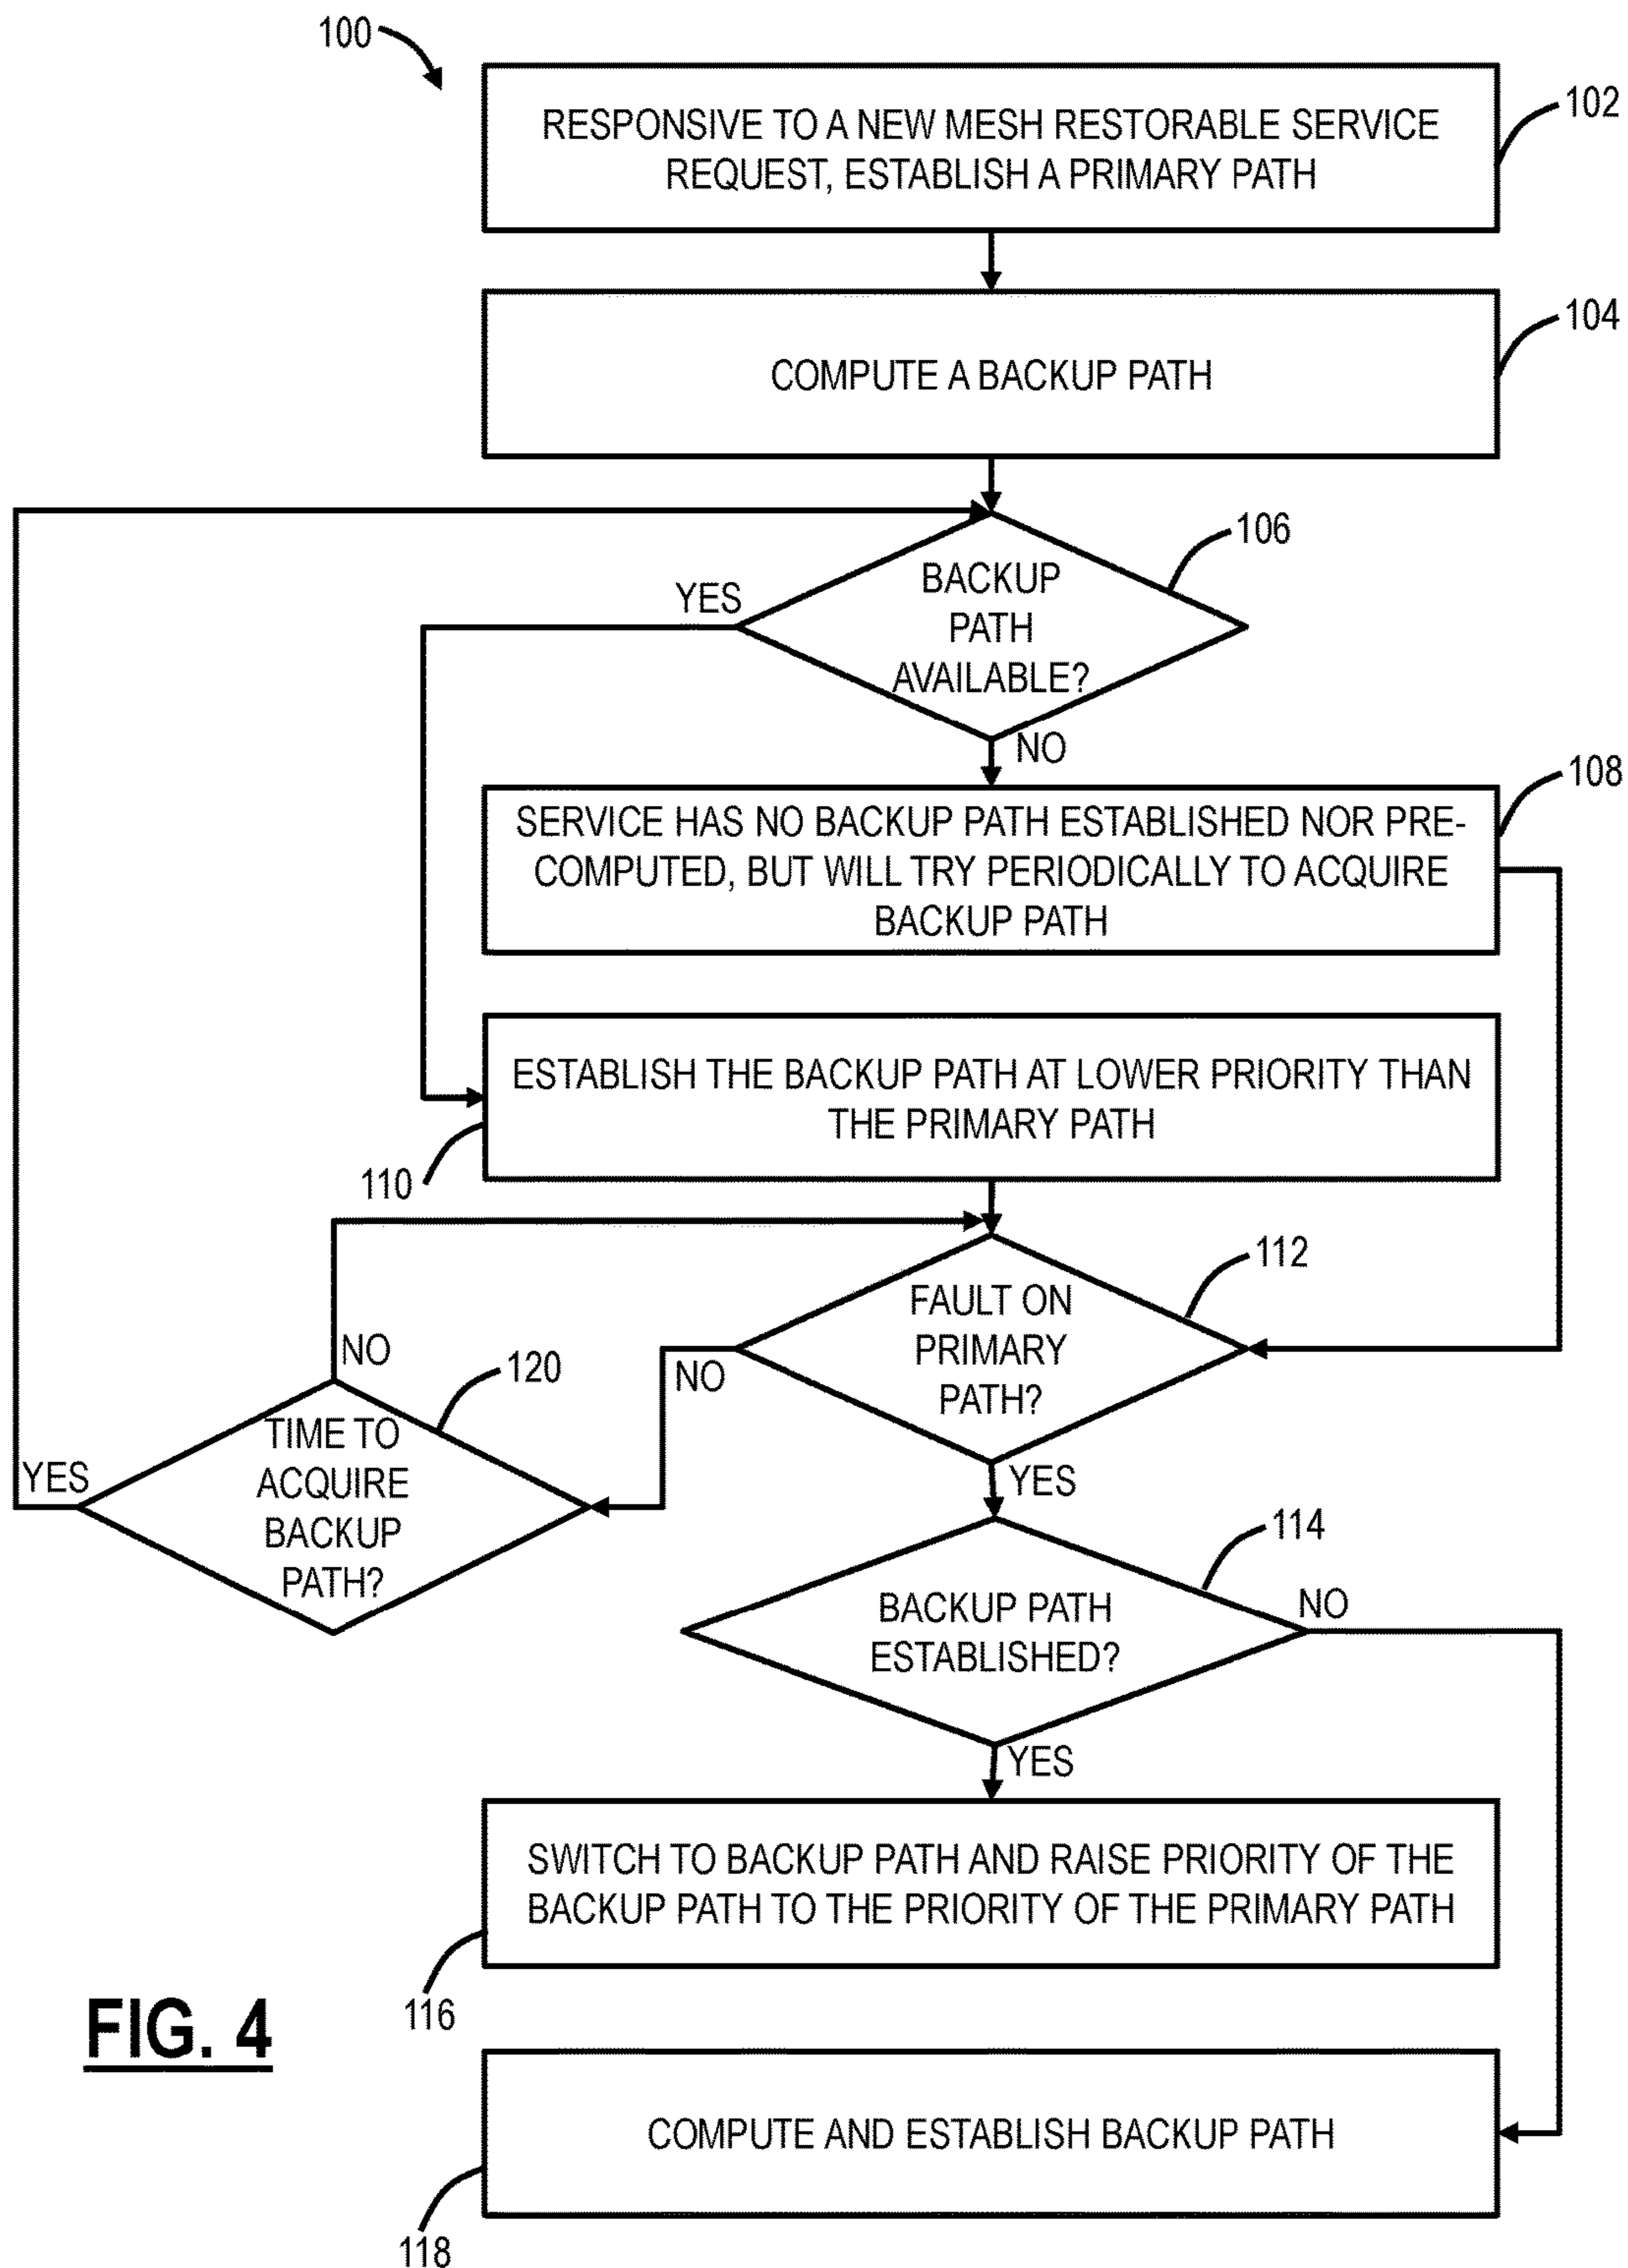 100
RESPONSIVE TO A NEW MESH RESTORABLE SERVICE
REQUEST, ESTABLISH A PRIMARY PATH
102
COMPUTE A BACKUP PATH
104
BACKUP
PATH
AVAILABLE?
106
YES
NO
SERVICE HAS NO BACKUP PATH ESTABLISHED NOR PRE-
COMPUTED, BUT WILL TRY PERIODICALLY TO ACQUIRE
BACKUP PATH
108
ESTABLISH THE BACKUP PATH AT LOWER PRIORITY THAN
THE PRIMARY PATH
110
FAULT ON
PRIMARY
PATH?
112
NO
YES
TIME TO
ACQUIRE
BACKUP
PATH?
120
NO
YES
BACKUP PATH
ESTABLISHED?
114
NO
YES
SWITCH TO BACKUP PATH AND RAISE PRIORITY OF THE
BACKUP PATH TO THE PRIORITY OF THE PRIMARY PATH
116
COMPUTE AND ESTABLISH BACKUP PATH
118
FIG. 4